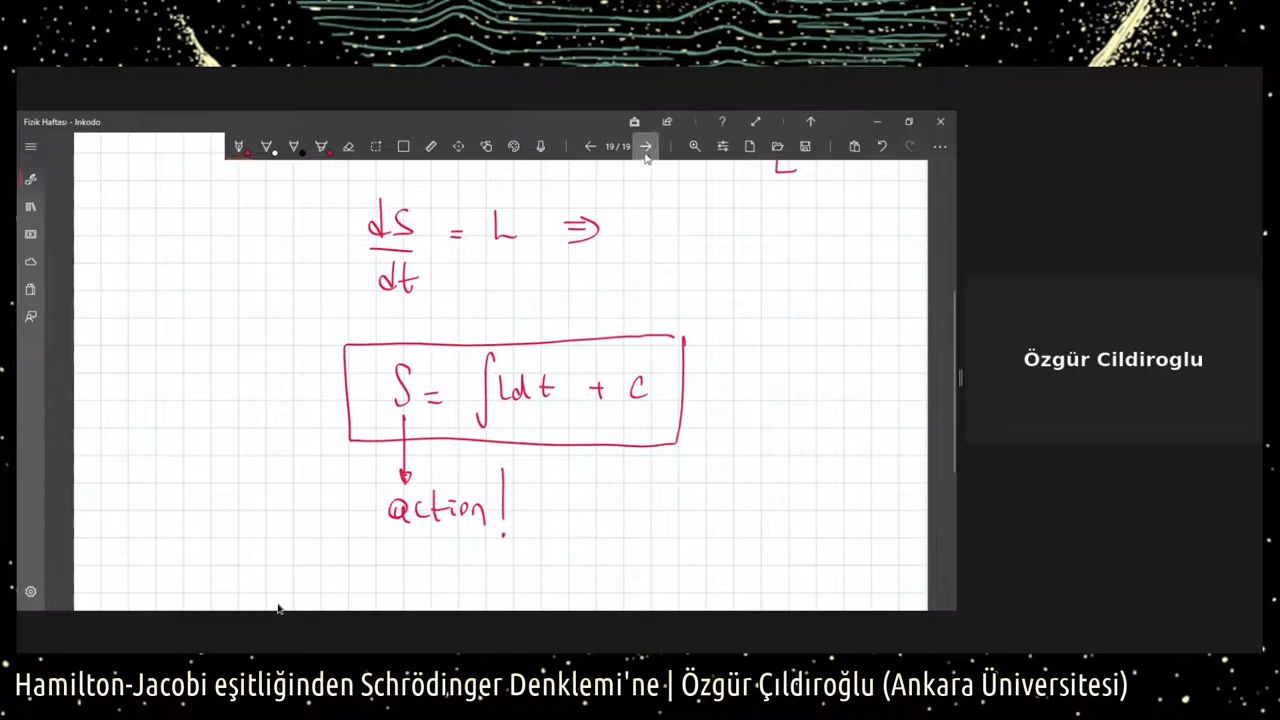 Fizik Haftası - Inkodo
19 / 19
L
dS/dt = L ⇒
S = ∫Ldt + C
action!
Özgür Cildiroglu
Hamilton-Jacobi eşitliğinden Schrödinger Denklemi'ne | Özgür Çıldıroğlu (Ankara Üniversitesi)